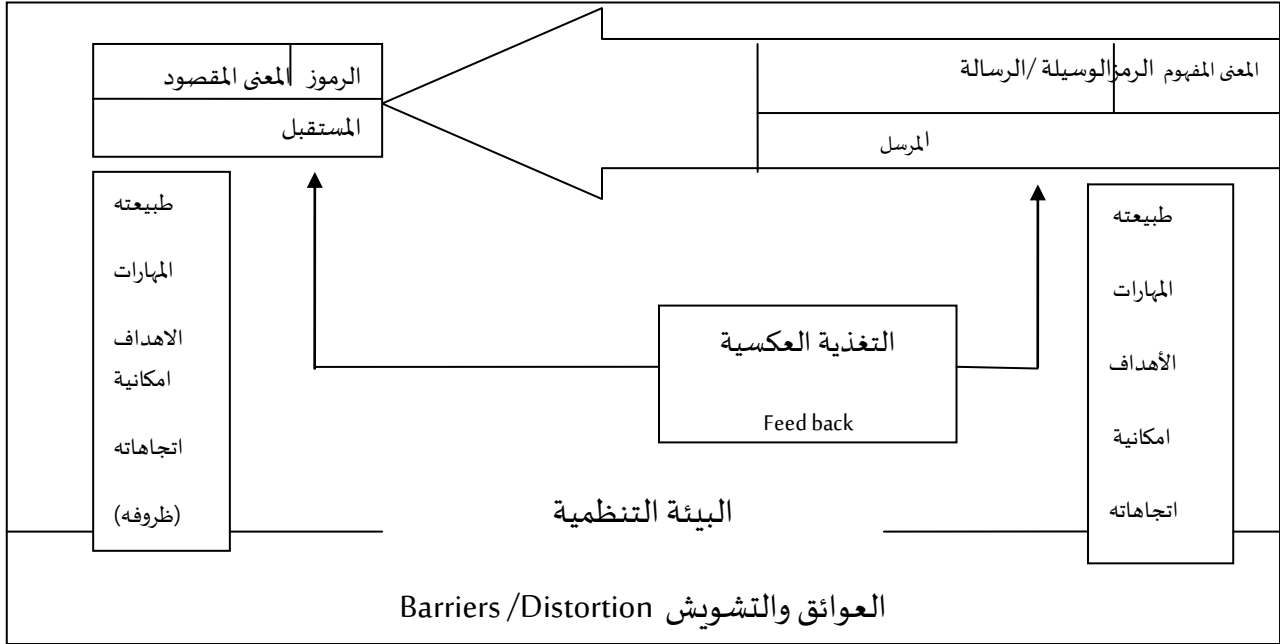 المعنى المفهوم الرمز الوسيلة /الرسالة
المرسل
الرموز المعنى المقصود
المستقبل
طبيعته
المهارات
الأهداف
امكانية
اتجاهاته
التغذية العكسية
Feed back
طبيعته
المهارات
الاهداف
امكانية
اتجاهاته
(ظروفه)
البيئة التنظمية
العوائق والتشويش Barriers /Distortion